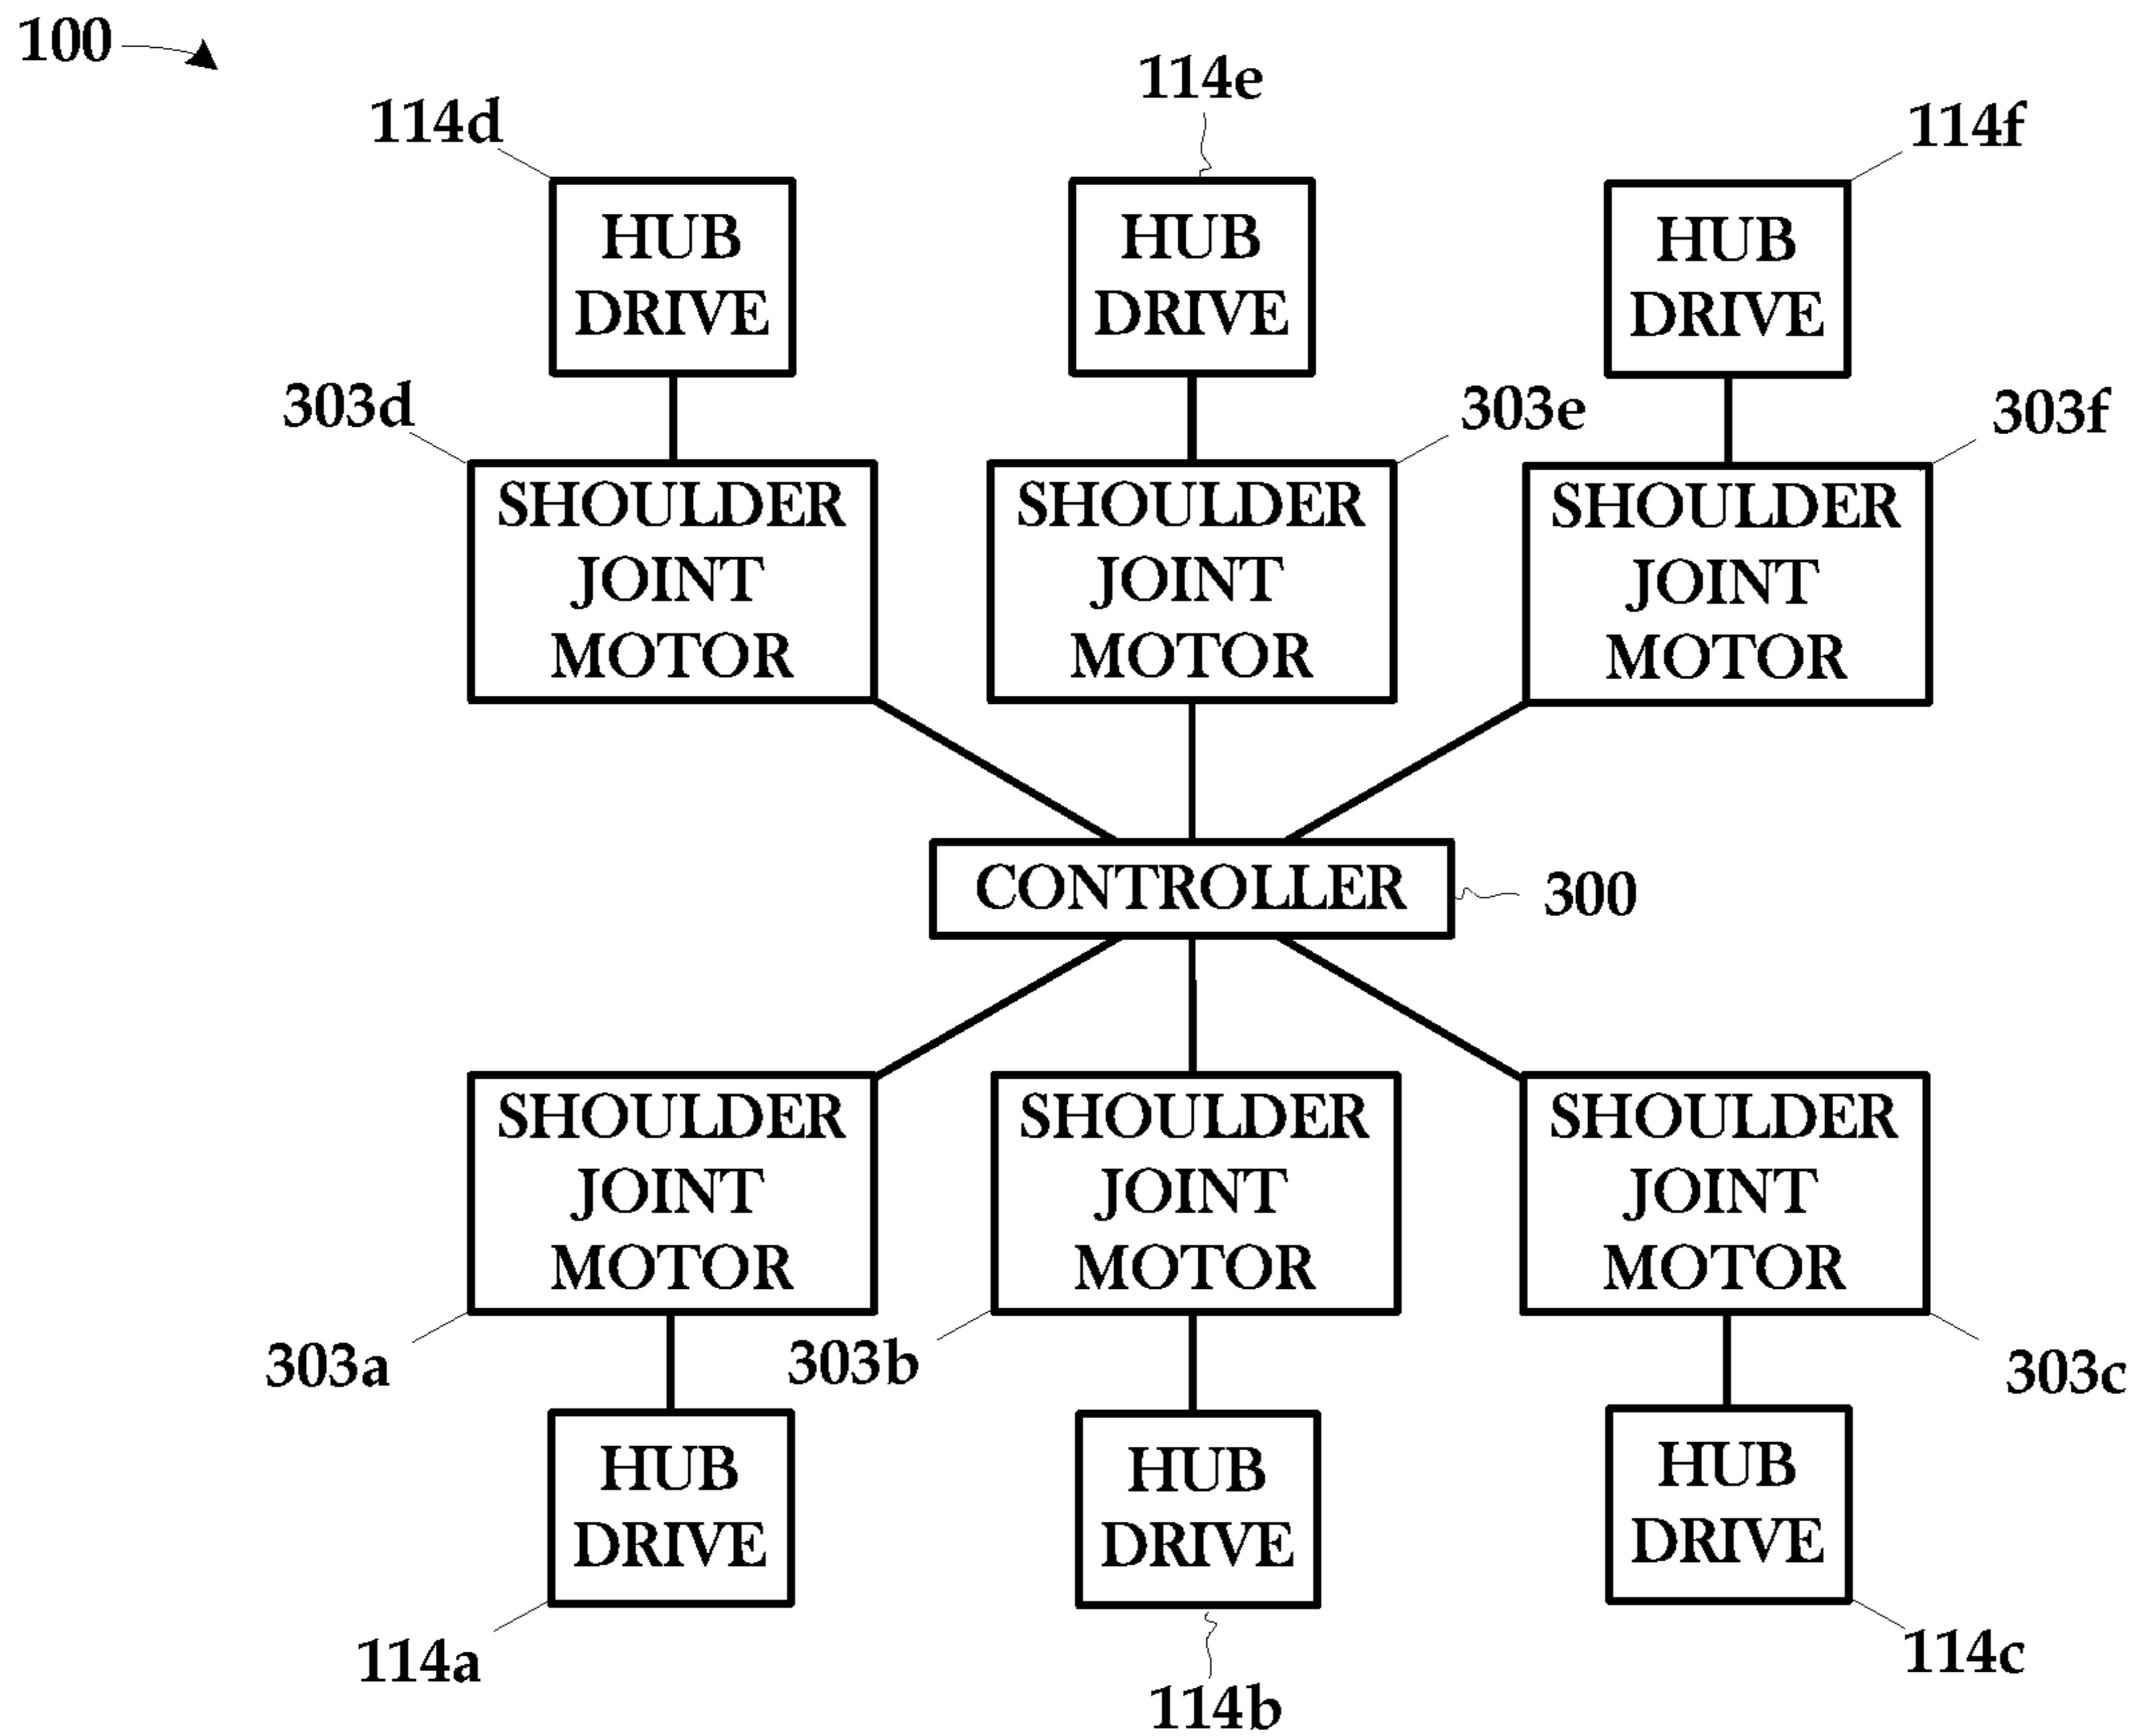 100
114e
114d
114f
HUB
DRIVE
HUB
DRIVE
HUB
DRIVE
303d
303e
303f
SHOULDER
JOINT
MOTOR
SHOULDER
JOINT
MOTOR
SHOULDER
JOINT
MOTOR
CONTROLLER
300
SHOULDER
JOINT
MOTOR
SHOULDER
JOINT
MOTOR
SHOULDER
JOINT
MOTOR
303a
303b
303c
HUB
DRIVE
HUB
DRIVE
HUB
DRIVE
114a
114b
114c